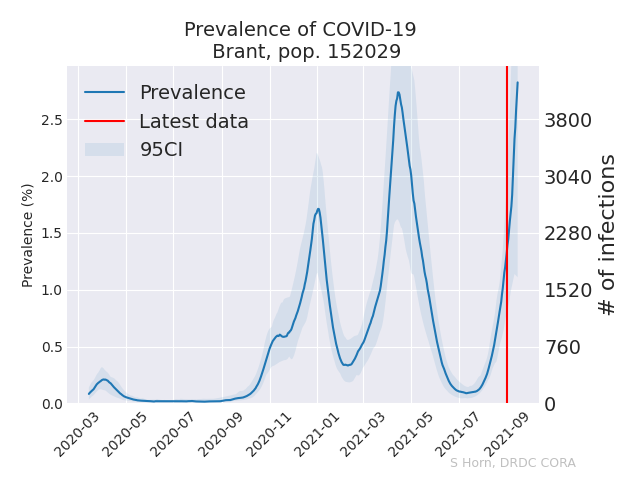 Prevalence of COVID-19
Brant, pop. 152029
Prevalence
Latest data
95CI
Prevalence (%)
2.5
2.0
1.5
1.0
0.5
0.0
3800
3040
2280
1520
760
0
# of infections
2020-03
2020-05
2020-07
2020-09
2020-11
2021-01
2021-03
2021-05
2021-07
2021-09
S Horn, DRDC CORA